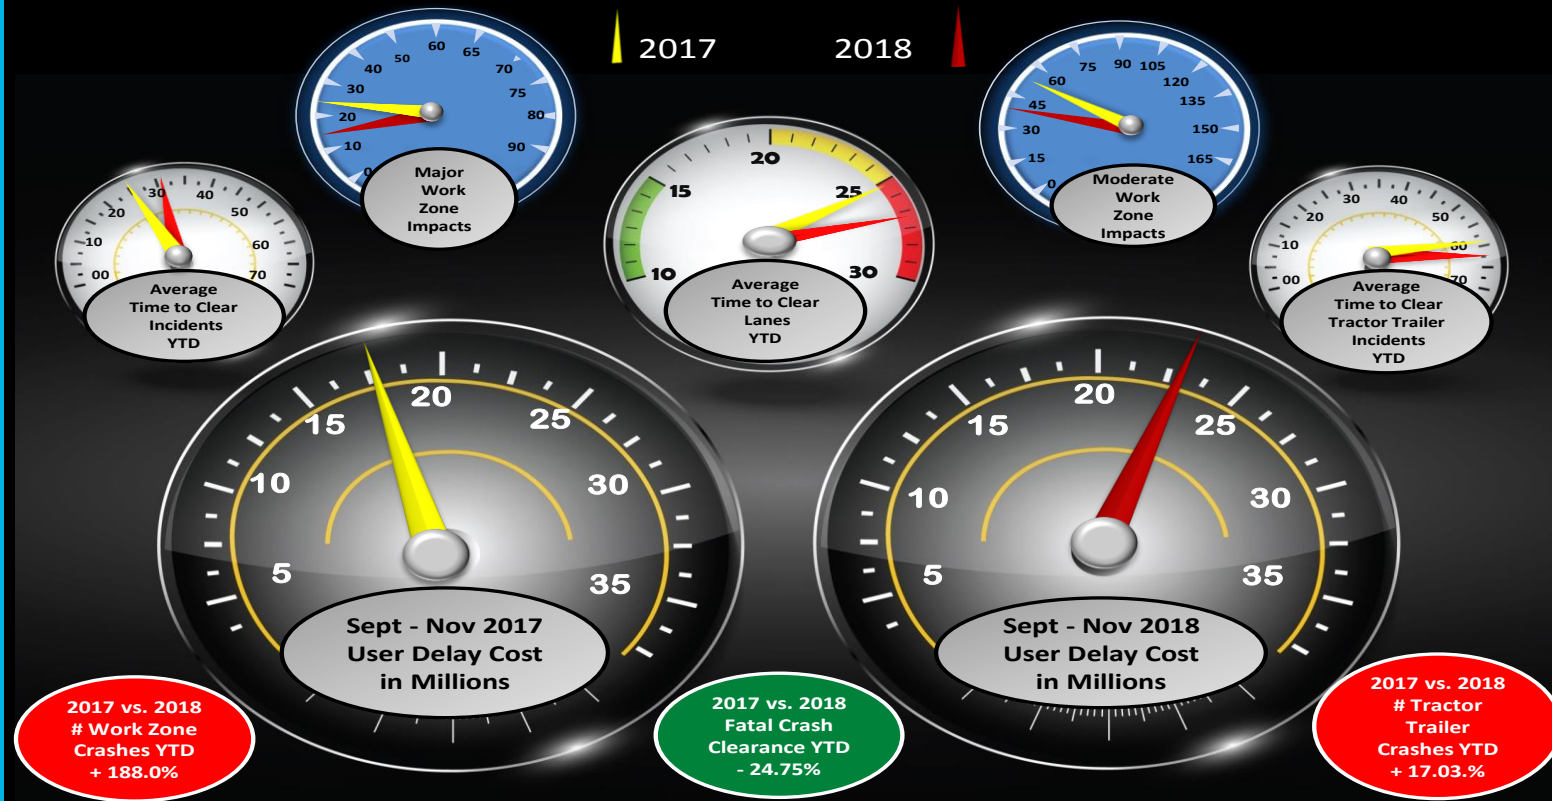 2017
2018
0
10
20
30
40
50
60
65
70
75
80
90
Major
Work
Zone
Impacts
0
15
30
45
60
75
90
105
120
135
150
165
Moderate
Work
Zone
Impacts
00
10
20
30
40
50
60
70
Average
Time to Clear
Incidents
YTD
10
15
20
25
30
Average
Time to Clear
Lanes
YTD
00
10
20
30
40
50
60
70
Average
Time to Clear
Tractor Trailer
Incidents
YTD
5
10
15
20
25
30
35
Sept - Nov 2017
User Delay Cost
in Millions
5
10
15
20
25
30
35
Sept - Nov 2018
User Delay Cost
in Millions
2017 vs. 2018
# Work Zone
Crashes YTD
+ 188.0%
2017 vs. 2018
Fatal Crash
Clearance YTD
- 24.75%
2017 vs. 2018
# Tractor
Trailer
Crashes YTD
+ 17.03.%